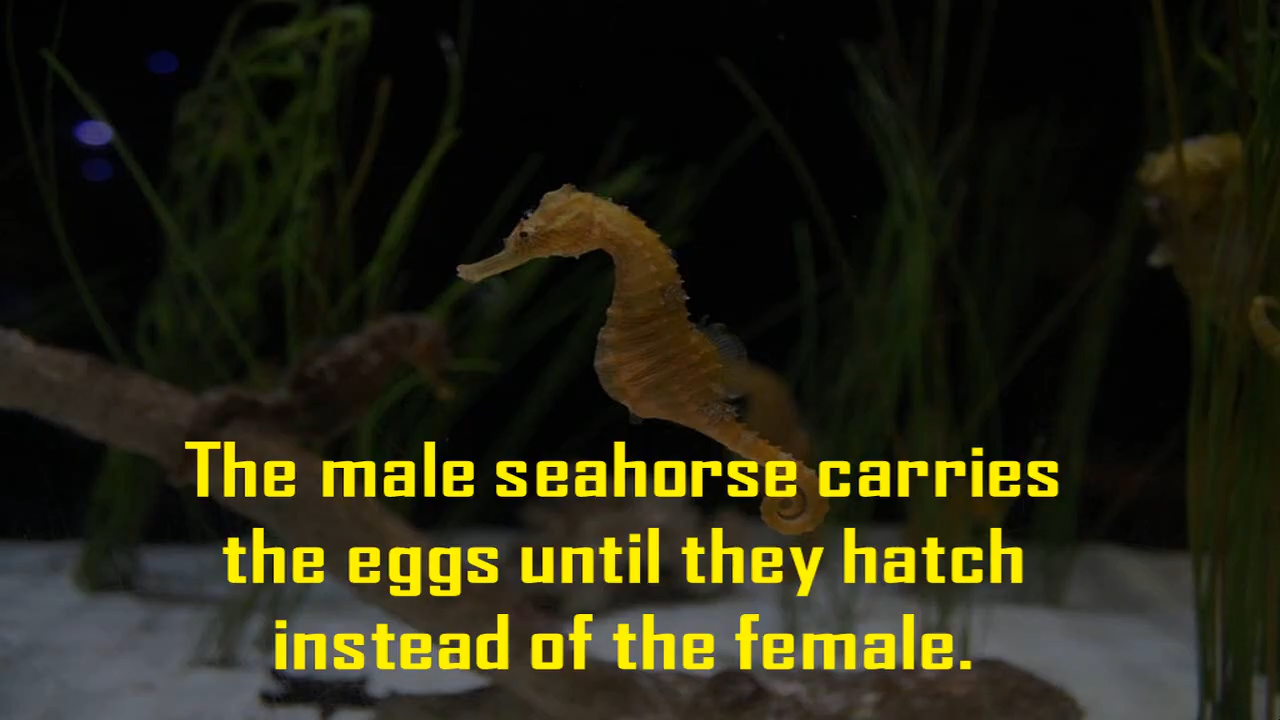 The male seahorse carries
the eggs until they hatch
instead of the female.